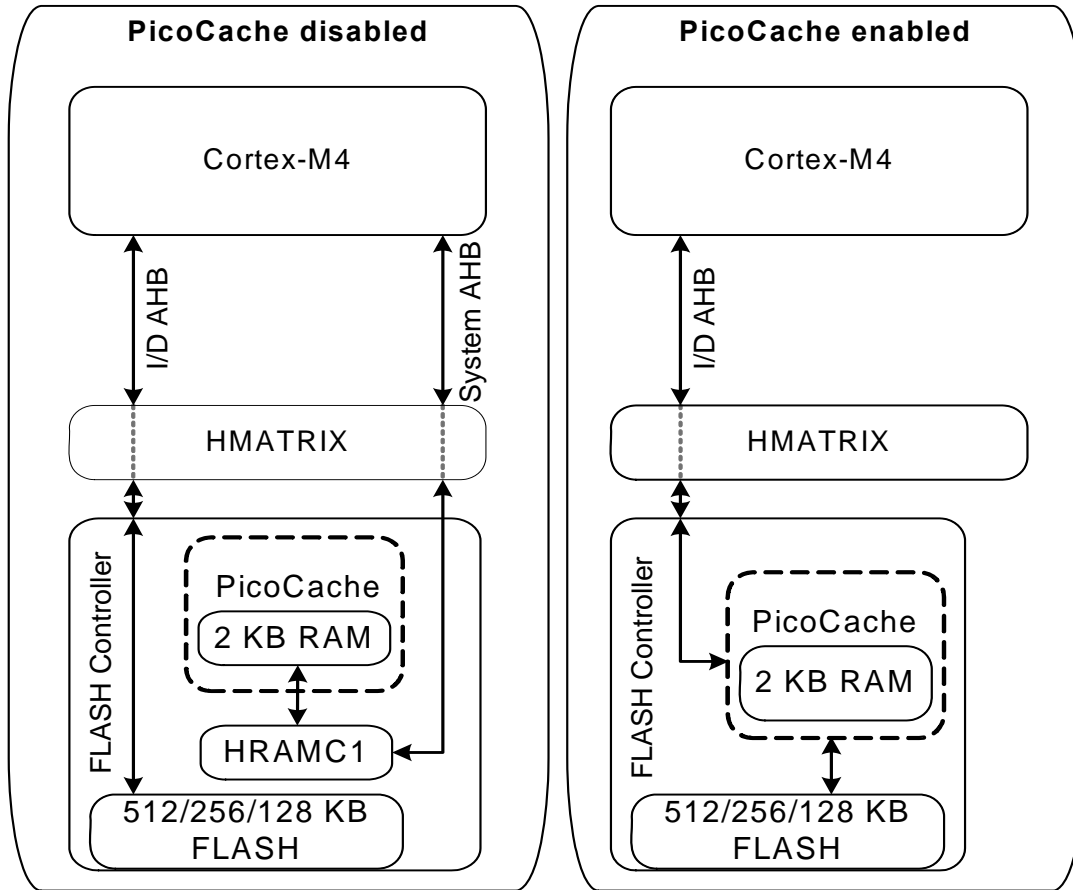 PicoCache disabled
Cortex-M4
I/D AHB
System AHB
HMATRIX
FLASH Controller
PicoCache
2 KB RAM
HRAMC1
512/256/128 KB
FLASH
PicoCache enabled
Cortex-M4
I/D AHB
HMATRIX
FLASH Controller
PicoCache
2 KB RAM
512/256/128 KB
FLASH